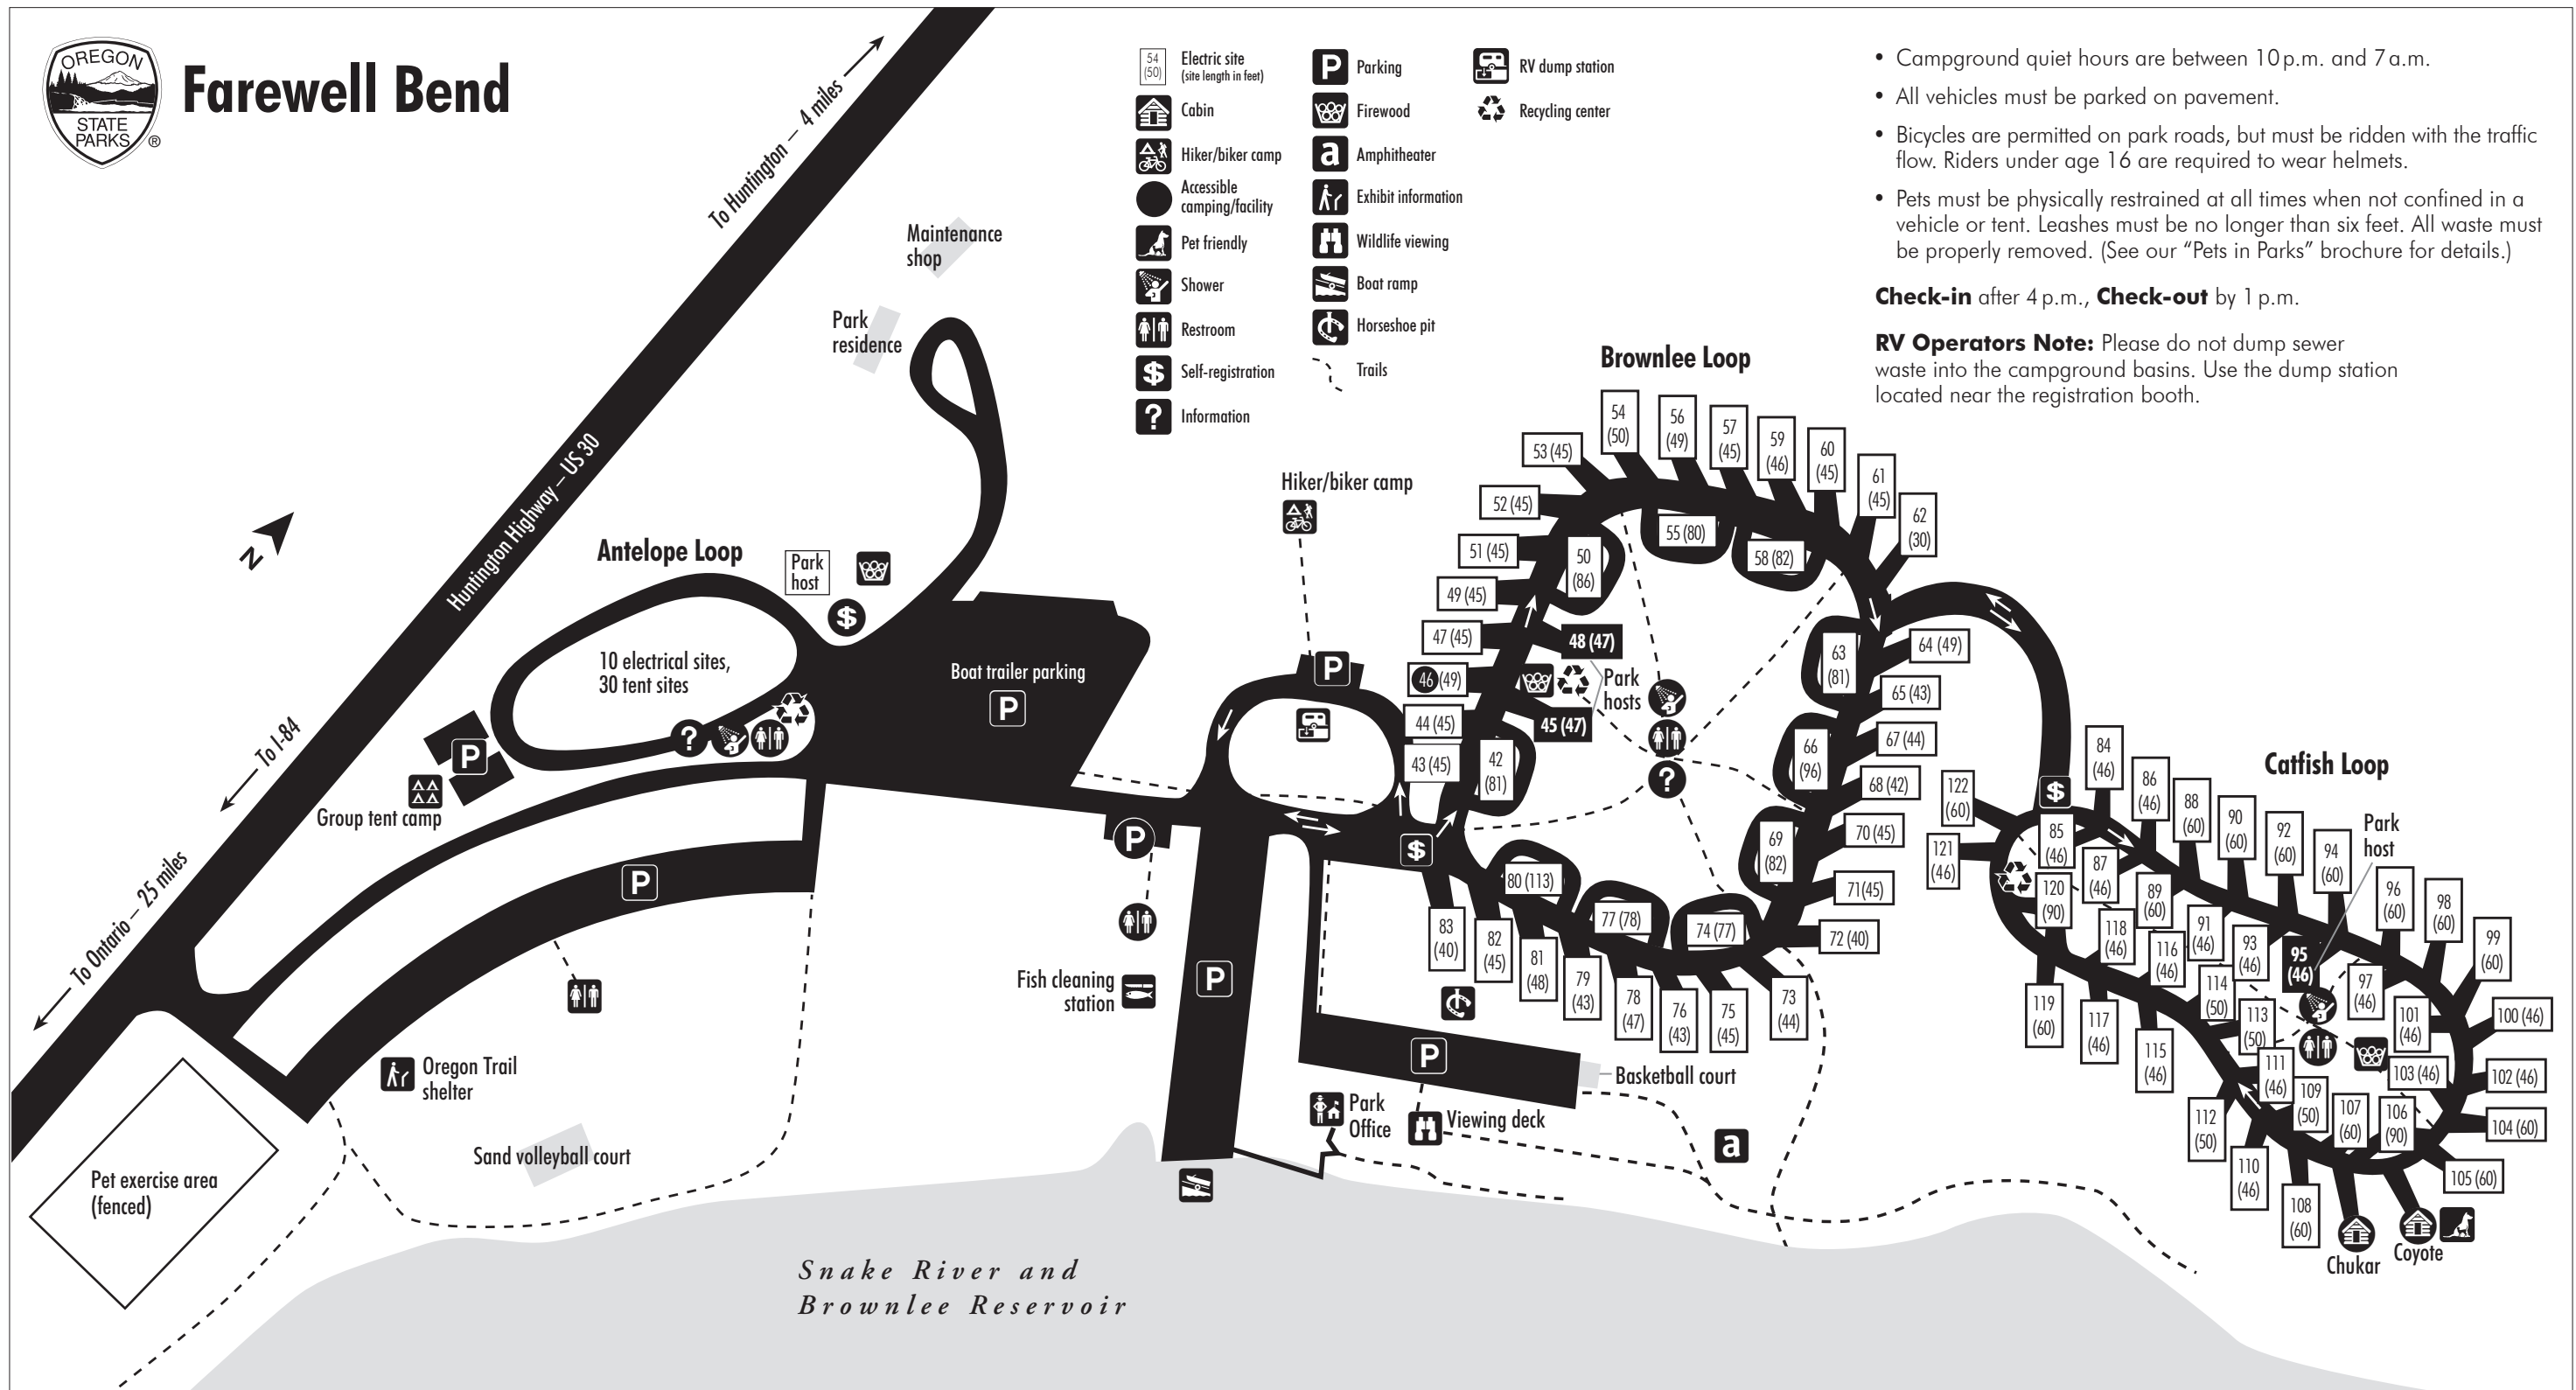 OREGON
STATE
PARKS
®
Farewell Bend
To Huntington — 4 miles
Huntington Highway — US 30
To I-84
To Ontario — 25 miles
N
Maintenance
shop
Park
residence
54
(50)
Electric site
(site length in feet)
Cabin
Hiker/biker camp
Accessible
camping/facility
Pet friendly
Shower
Restroom
$
Self-registration
?
Information
P
Parking
Firewood
a
Amphitheater
Exhibit information
Wildlife viewing
Boat ramp
Horseshoe pit
Trails
RV dump station
Recycling center
• Campground quiet hours are between 10 p.m. and 7 a.m.
• All vehicles must be parked on pavement.
• Bicycles are permitted on park roads, but must be ridden with the traffic
flow. Riders under age 16 are required to wear helmets.
• Pets must be physically restrained at all times when not confined in a
vehicle or tent. Leashes must be no longer than six feet. All waste must
be properly removed. (See our “Pets in Parks” brochure for details.)
Check-in after 4 p.m., Check-out by 1 p.m.
RV Operators Note: Please do not dump sewer
waste into the campground basins. Use the dump station
located near the registration booth.
Antelope Loop
Park
host
$
10 electrical sites,
30 tent sites
?
P
Group tent camp
Boat trailer parking
P
P
Oregon Trail
shelter
Sand volleyball court
Pet exercise area
(fenced)
Hiker/biker camp
P
P
Fish cleaning
station
P
$
P
Basketball court
Park
Office
Viewing deck
a
Snake River and
Brownlee Reservoir
Brownlee Loop
42
(81)
43 (45)
44 (45)
45 (47)
46 (49)
47 (45)
48 (47)
Park
hosts
49 (45)
50
(86)
51 (45)
52 (45)
53 (45)
54
(50)
55 (80)
56
(49)
57
(45)
58 (82)
59
(46)
60
(45)
61
(45)
62
(30)
63
(81)
64 (49)
65 (43)
66
(96)
67 (44)
68 (42)
69
(82)
70 (45)
71 (45)
72 (40)
73
(44)
74 (77)
75
(45)
76
(43)
77 (78)
78
(47)
79
(43)
80 (113)
81
(48)
82
(45)
83
(40)
?
Catfish Loop
$
84
(46)
85
(46)
86
(46)
87
(46)
88
(60)
89
(60)
90
(60)
91
(46)
92
(60)
93
(46)
94
(60)
Park
host
95
(46)
96
(60)
97
(46)
98
(60)
99
(60)
100 (46)
101
(46)
102 (46)
103 (46)
104 (60)
105 (60)
106
(90)
107
(60)
108
(60)
109
(50)
110
(46)
111
(46)
112
(50)
113
(50)
114
(50)
115
(46)
116
(46)
117
(46)
118
(46)
119
(60)
120
(90)
121
(46)
122
(60)
Chukar
Coyote